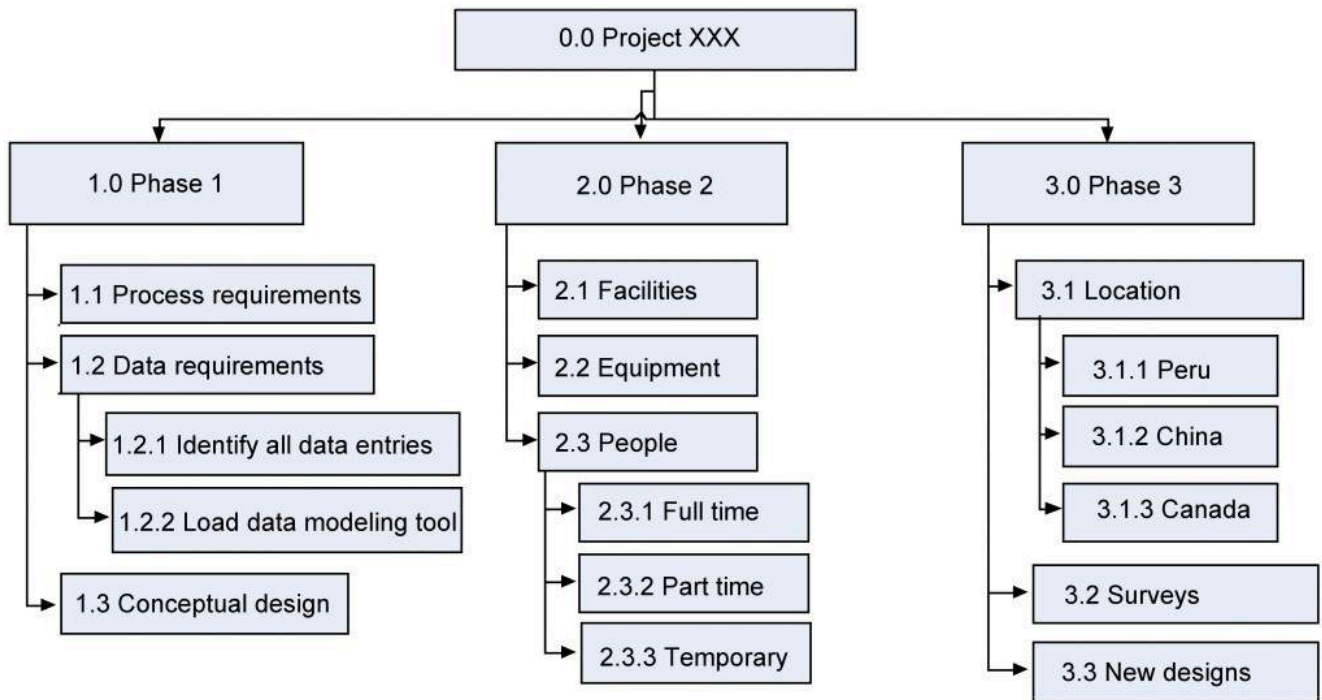 0.0 Project XXX
1.0 Phase 1
1.1 Process requirements
1.2 Data requirements
1.2.1 Identify all data entries
1.2.2 Load data modeling tool
1.3 Conceptual design
2.0 Phase 2
2.1 Facilities
2.2 Equipment
2.3 People
2.3.1 Full time
2.3.2 Part time
2.3.3 Temporary
3.0 Phase 3
3.1 Location
3.1.1 Peru
3.1.2 China
3.1.3 Canada
3.2 Surveys
3.3 New designs